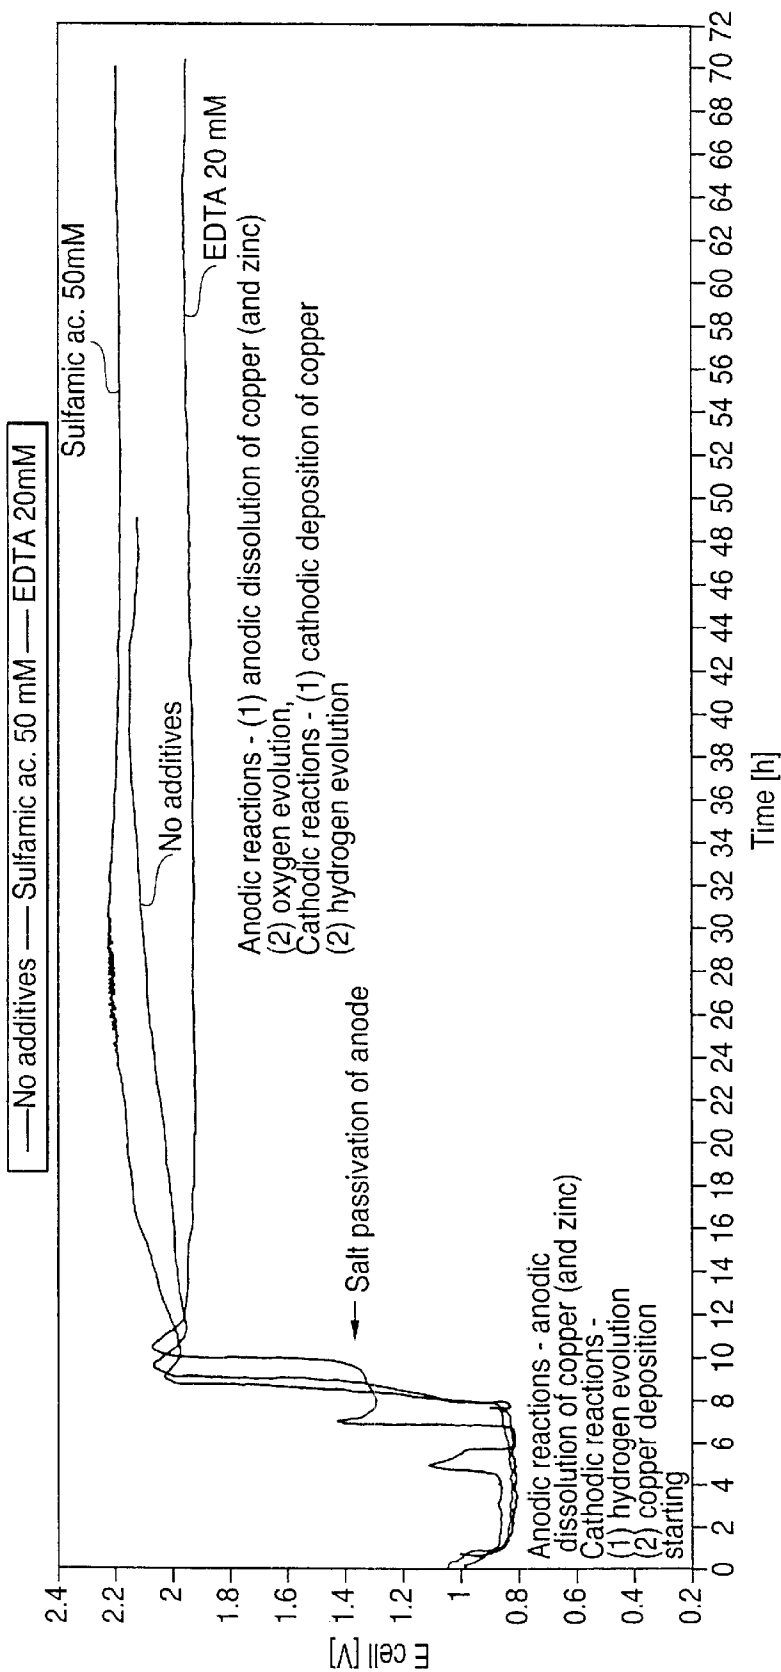 No additives Sulfamic ac. 50 mM EDTA 20mM
E cell [V]
2.4
2.2
2
1.8
1.6
1.4
1.2
1
0.8
0.6
0.4
0.2
Sulfamic ac. 50mM
EDTA 20 mM
No additives
Anodic reactions - (1) anodic dissolution of copper (and zinc)
(2) oxygen evolution,
Cathodic reactions - (1) cathodic deposition of copper
(2) hydrogen evolution
Salt passivation of anode
Anodic reactions - anodic
dissolution of copper (and zinc)
Cathodic reactions -
(1) hydrogen evolution
(2) copper deposition
starting
0 2 4 6 8 10 12 14 16 18 20 22 24 26 28 30 32 34 36 38 40 42 44 46 48 50 52 54 56 58 60 62 64 66 68 70 72
Time [h]